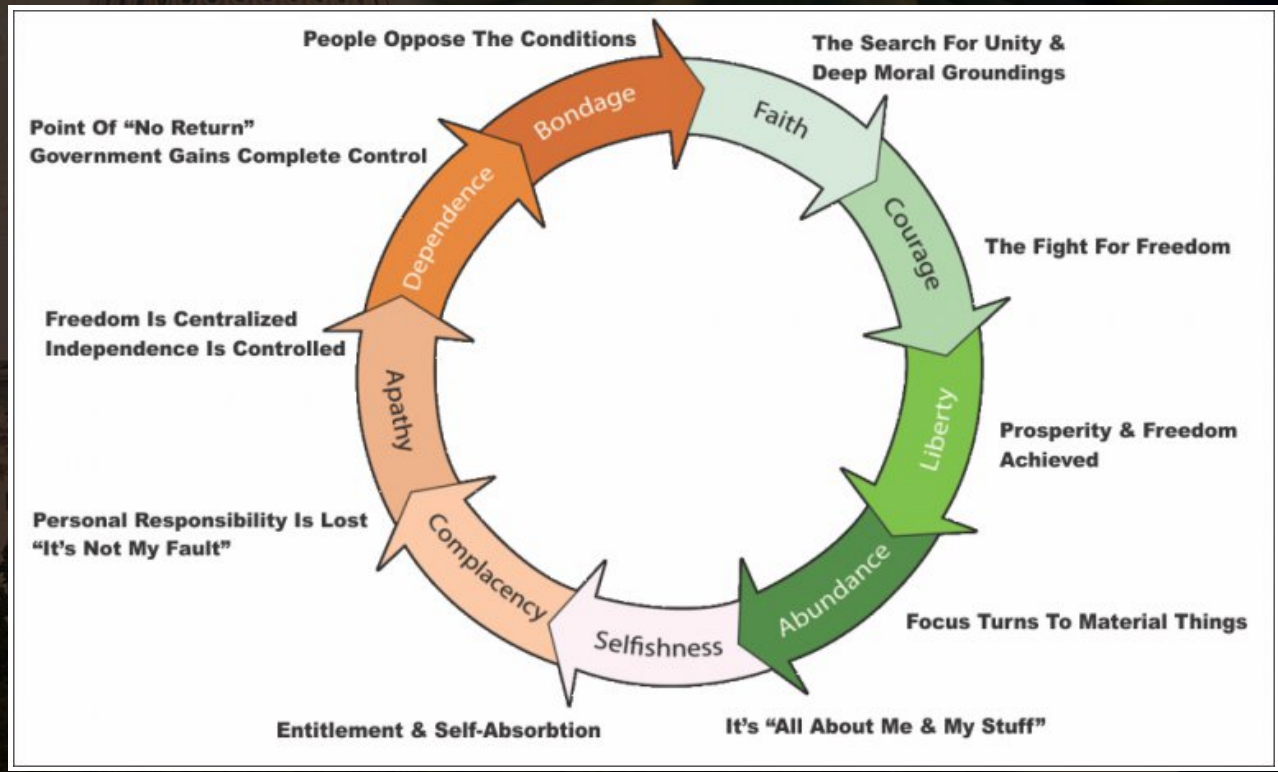 People Oppose The Conditions
Bondage
Faith
The Search For Unity &
Deep Moral Groundings
Courage
The Fight For Freedom
Liberty
Prosperity & Freedom
Achieved
Abundance
Focus Turns To Material Things
It's “All About Me & My Stuff”
Selfishness
Entitlement & Self-Absorbtion
Complacency
Personal Responsibility Is Lost
“It's Not My Fault”
Apathy
Freedom Is Centralized
Independence Is Controlled
Dependence
Point Of “No Return”
Government Gains Complete Control